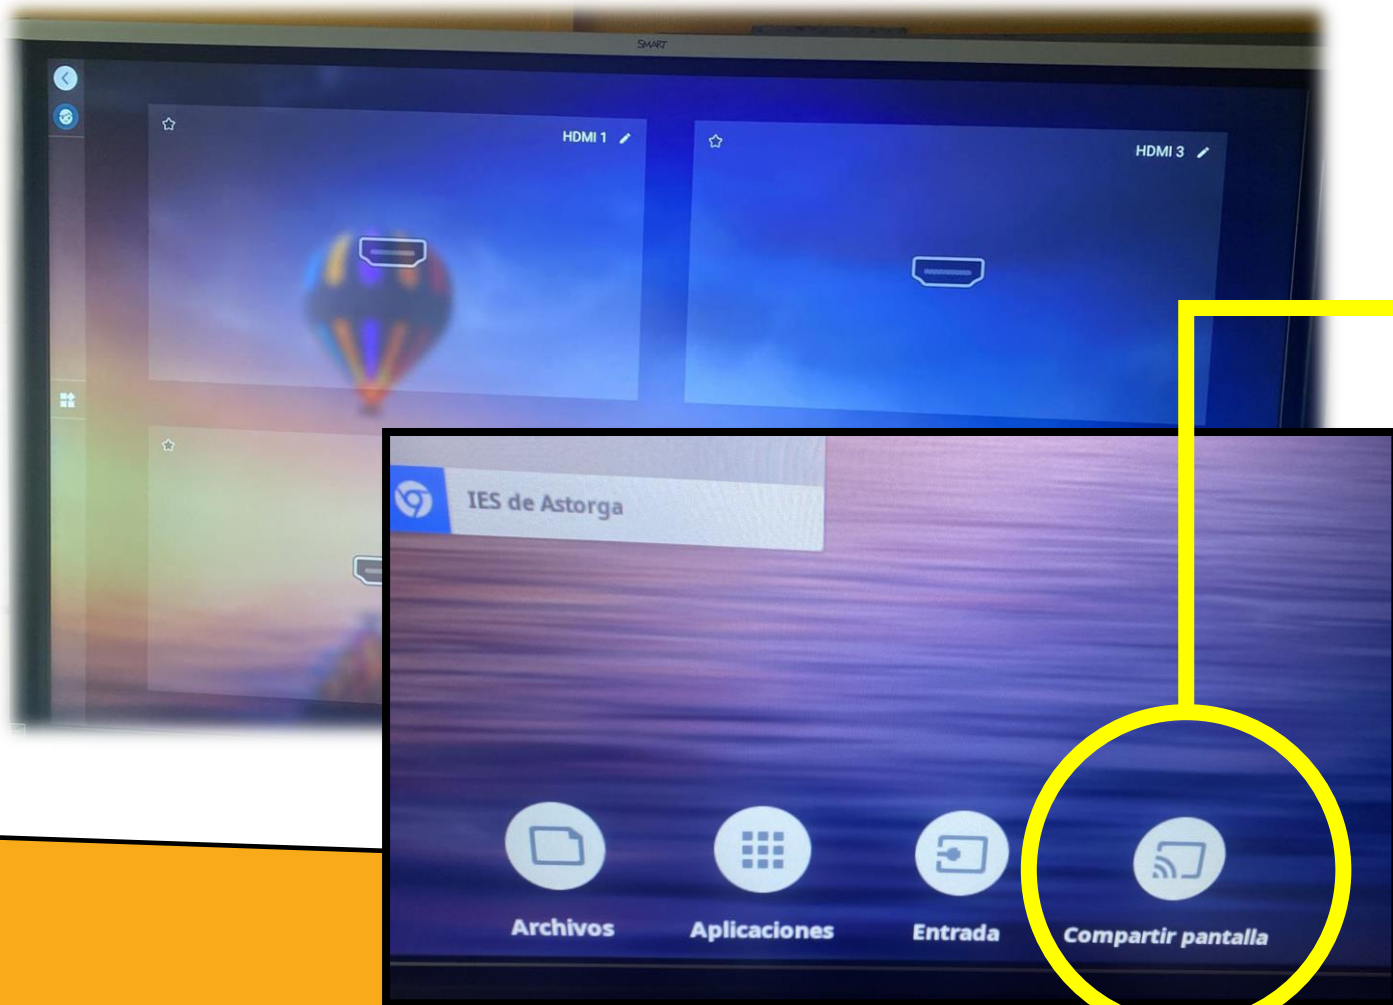 SMART
HDMI 1
HDMI 3
IES de Astorga
Archivos
Aplicaciones
Entrada
Compartir pantalla